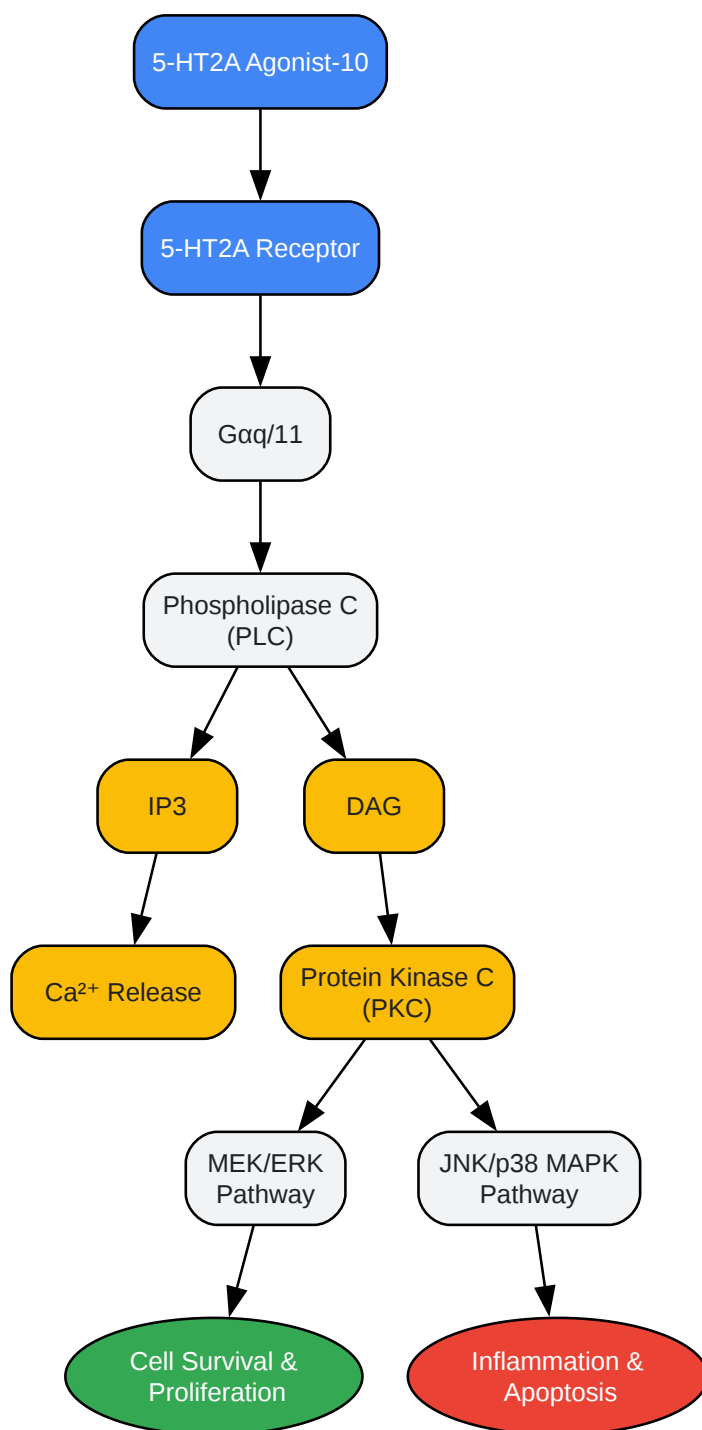 5-HT2A Agonist-10
5-HT2A Receptor
Gαq/11
Phospholipase C
(PLC)
IP3
DAG
Ca²⁺ Release
Protein Kinase C
(PKC)
MEK/ERK
Pathway
JNK/p38 MAPK
Pathway
Cell Survival &
Proliferation
Inflammation &
Apoptosis